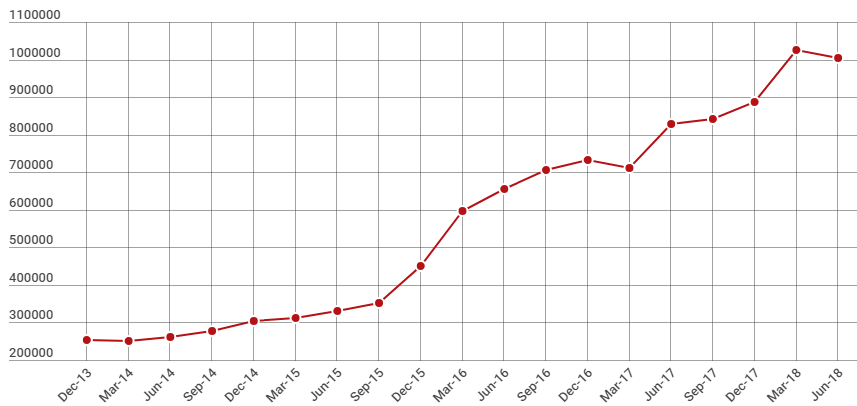 1100000
1000000
900000
800000
700000
600000
500000
400000
300000
200000
Dec-13
Mar-14
Jun-14
Sep-14
Dec-14
Mar-15
Jun-15
Sep-15
Dec-15
Mar-16
Jun-16
Sep-16
Dec-16
Mar-17
Jun-17
Sep-17
Dec-17
Mar-18
Jun-18